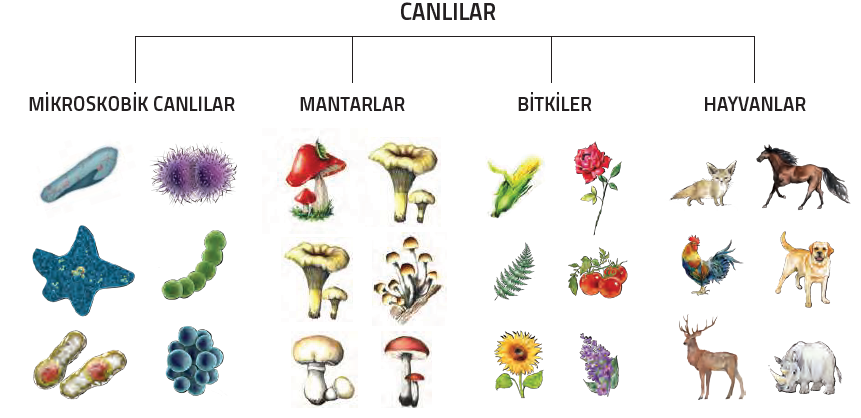 CANLILAR
MİKROSKOBİK CANLILAR
MANTARLAR
BİTKİLER
HAYVANLAR